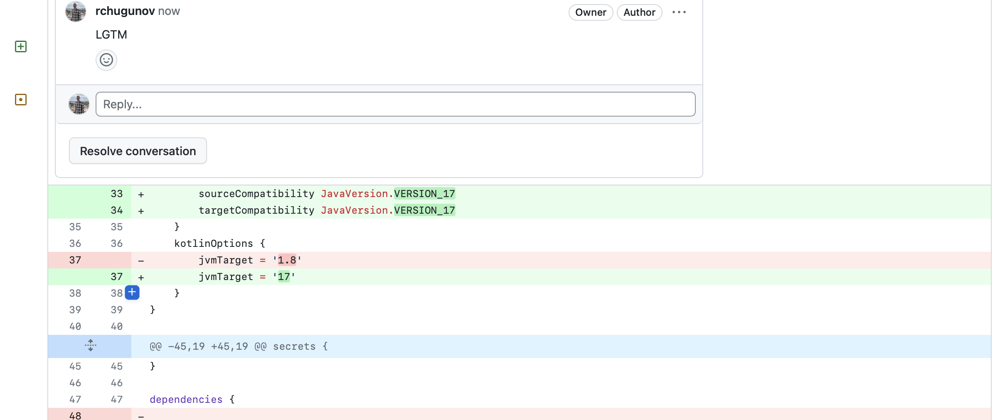 rchugunov now Owner Author ...
LGTM
Reply...
Resolve conversation
33 + sourceCompatibility JavaVersion.VERSION_17
34 + targetCompatibility JavaVersion.VERSION_17
35 35 }
36 36 kotlinOptions {
37 - jvmTarget = '1.8'
37 + jvmTarget = '17'
38 38 + }
39 39 }
40 40
@@ -45,19 +45,19 @@ secrets {
45 45 }
46 46
47 47 dependencies {
48 -